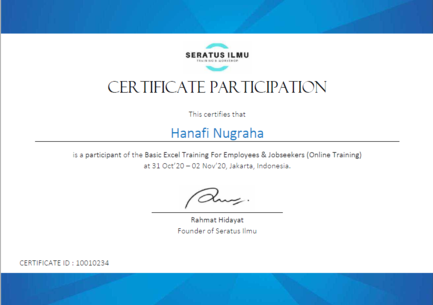 SERATUS ILMU
CERTIFICATE PARTICIPATION
This certifies that
Hanafi Nugraha
is a participant of the Basic Excel Training For Employees & Jobseekers (Online Training)
at 31 Oct'20 – 02 Nov'20, Jakarta, Indonesia.
Rahmat Hidayat
Founder of Seratus Ilmu
CERTIFICATE ID : 10010234